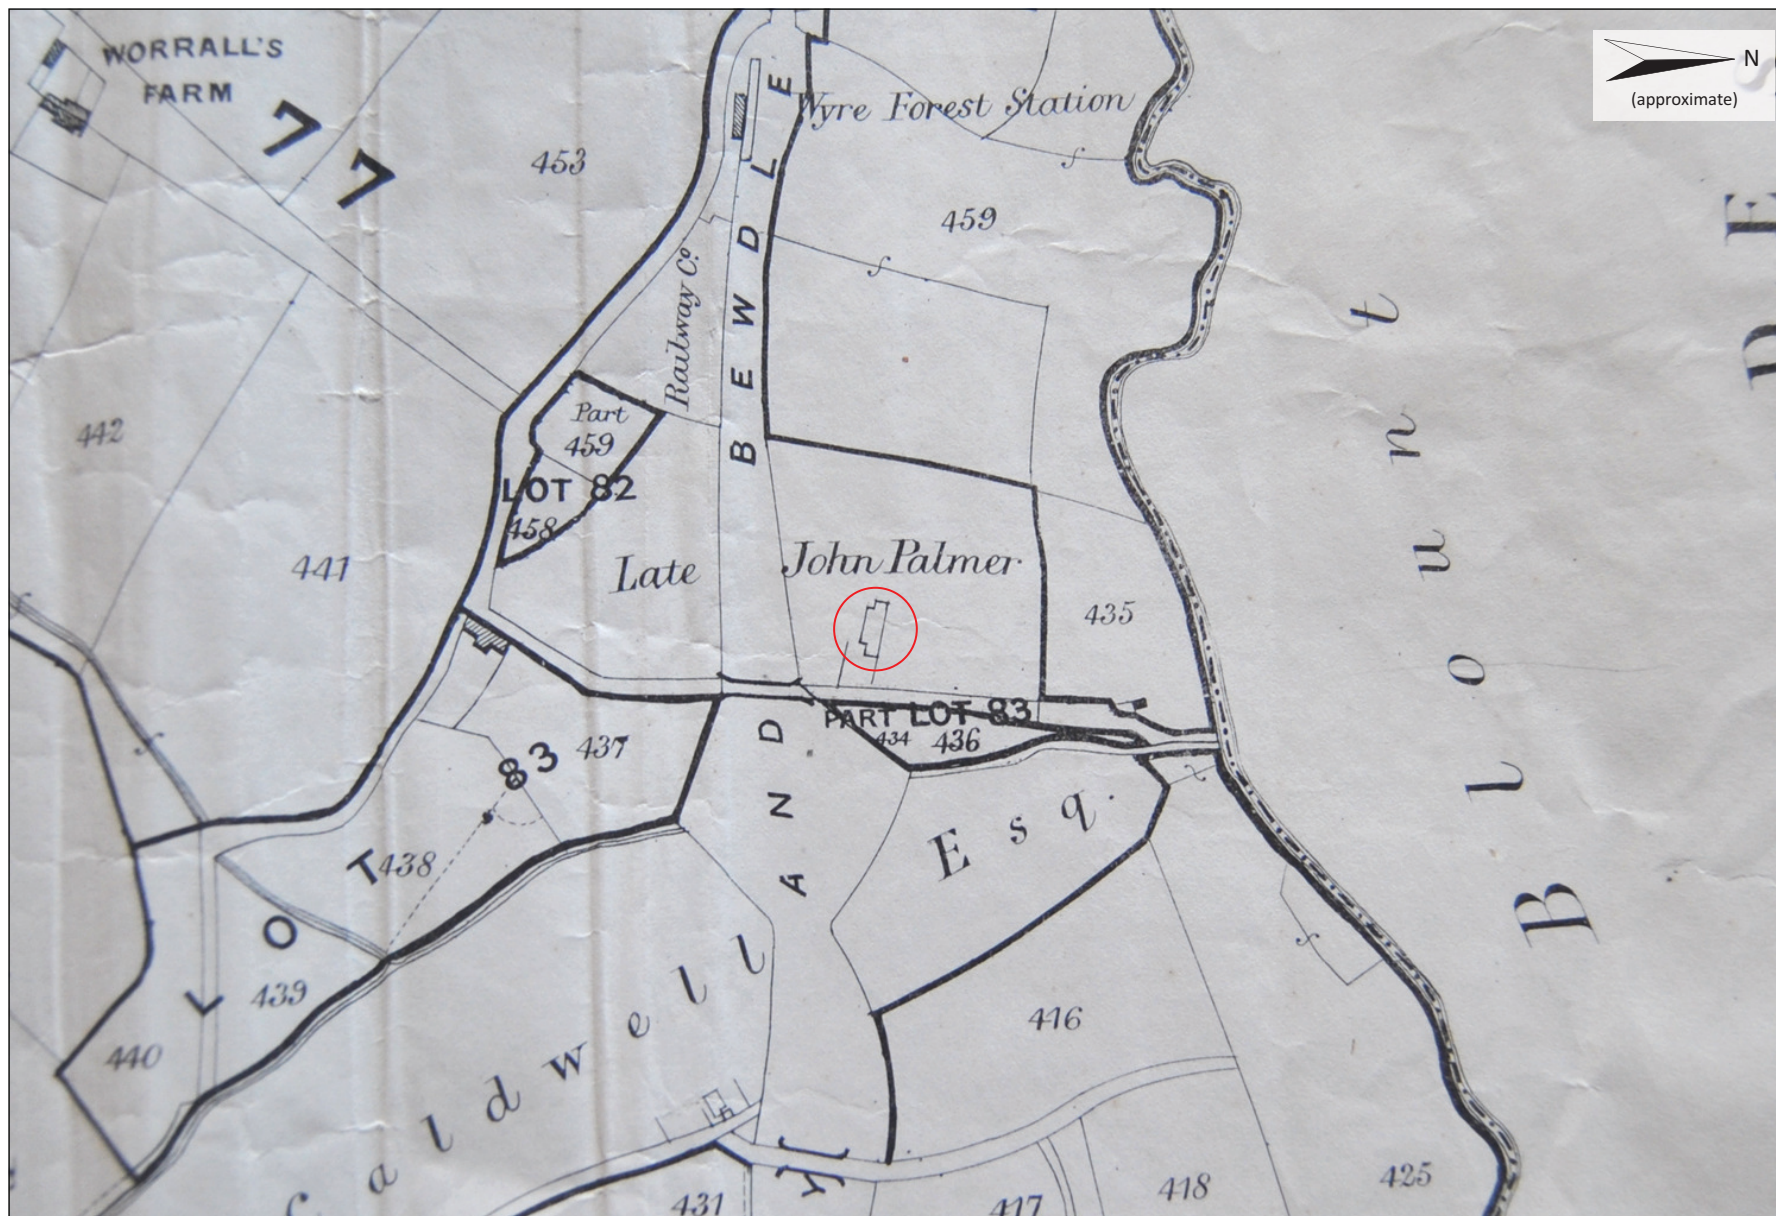 WORRALL'S
FARM
77
453
BEWDLE
Wyre Forest Station
N
(approximate)
459
Railway Co.
442
Part
459
LOT 82
458
441
Late
John Palmer
435
Blount
437
PART LOT 83
434
436
AND
Esq.
LOT 83
438
439
440
Caldwell
416
431
417
418
425